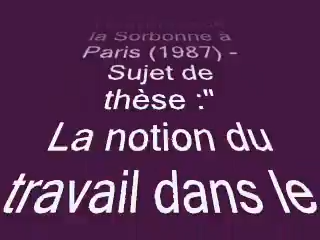 la Sorbonne à
Paris (1987) -
Sujet de
thèse :"
La notion du
travail dans le